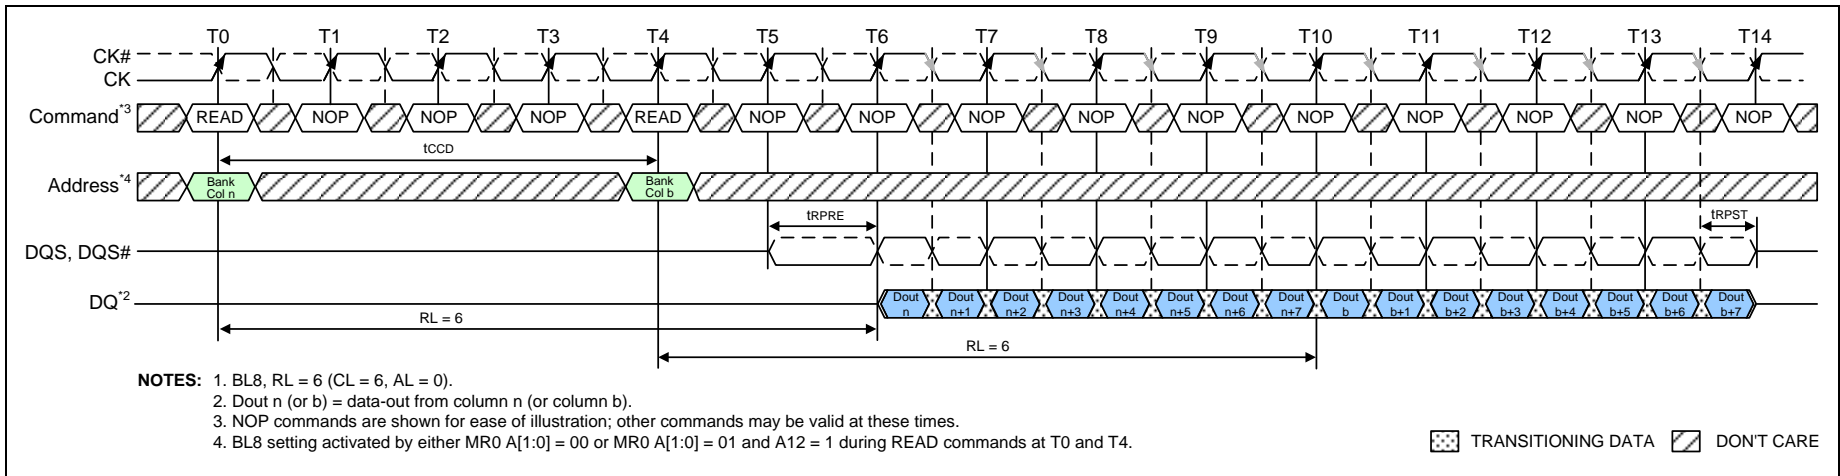 T0 T1 T2 T3 T4 T5 T6 T7 T8 T9 T10 T11 T12 T13 T14
CK#
CK
Command*3 READ NOP NOP NOP READ NOP NOP NOP NOP NOP NOP NOP NOP NOP NOP
tCCD
Address*4 Bank Col n Bank Col b
tRPRE tRPST
DQS, DQS#
DQ*2 Dout n Dout n+1 Dout n+2 Dout n+3 Dout n+4 Dout n+5 Dout n+6 Dout n+7 Dout b Dout b+1 Dout b+2 Dout b+3 Dout b+4 Dout b+5 Dout b+6 Dout b+7
RL = 6
RL = 6
NOTES: 1. BL8, RL = 6 (CL = 6, AL = 0).
2. Dout n (or b) = data-out from column n (or column b).
3. NOP commands are shown for ease of illustration; other commands may be valid at these times.
4. BL8 setting activated by either MR0 A[1:0] = 00 or MR0 A[1:0] = 01 and A12 = 1 during READ commands at T0 and T4.
TRANSITIONING DATA DON'T CARE